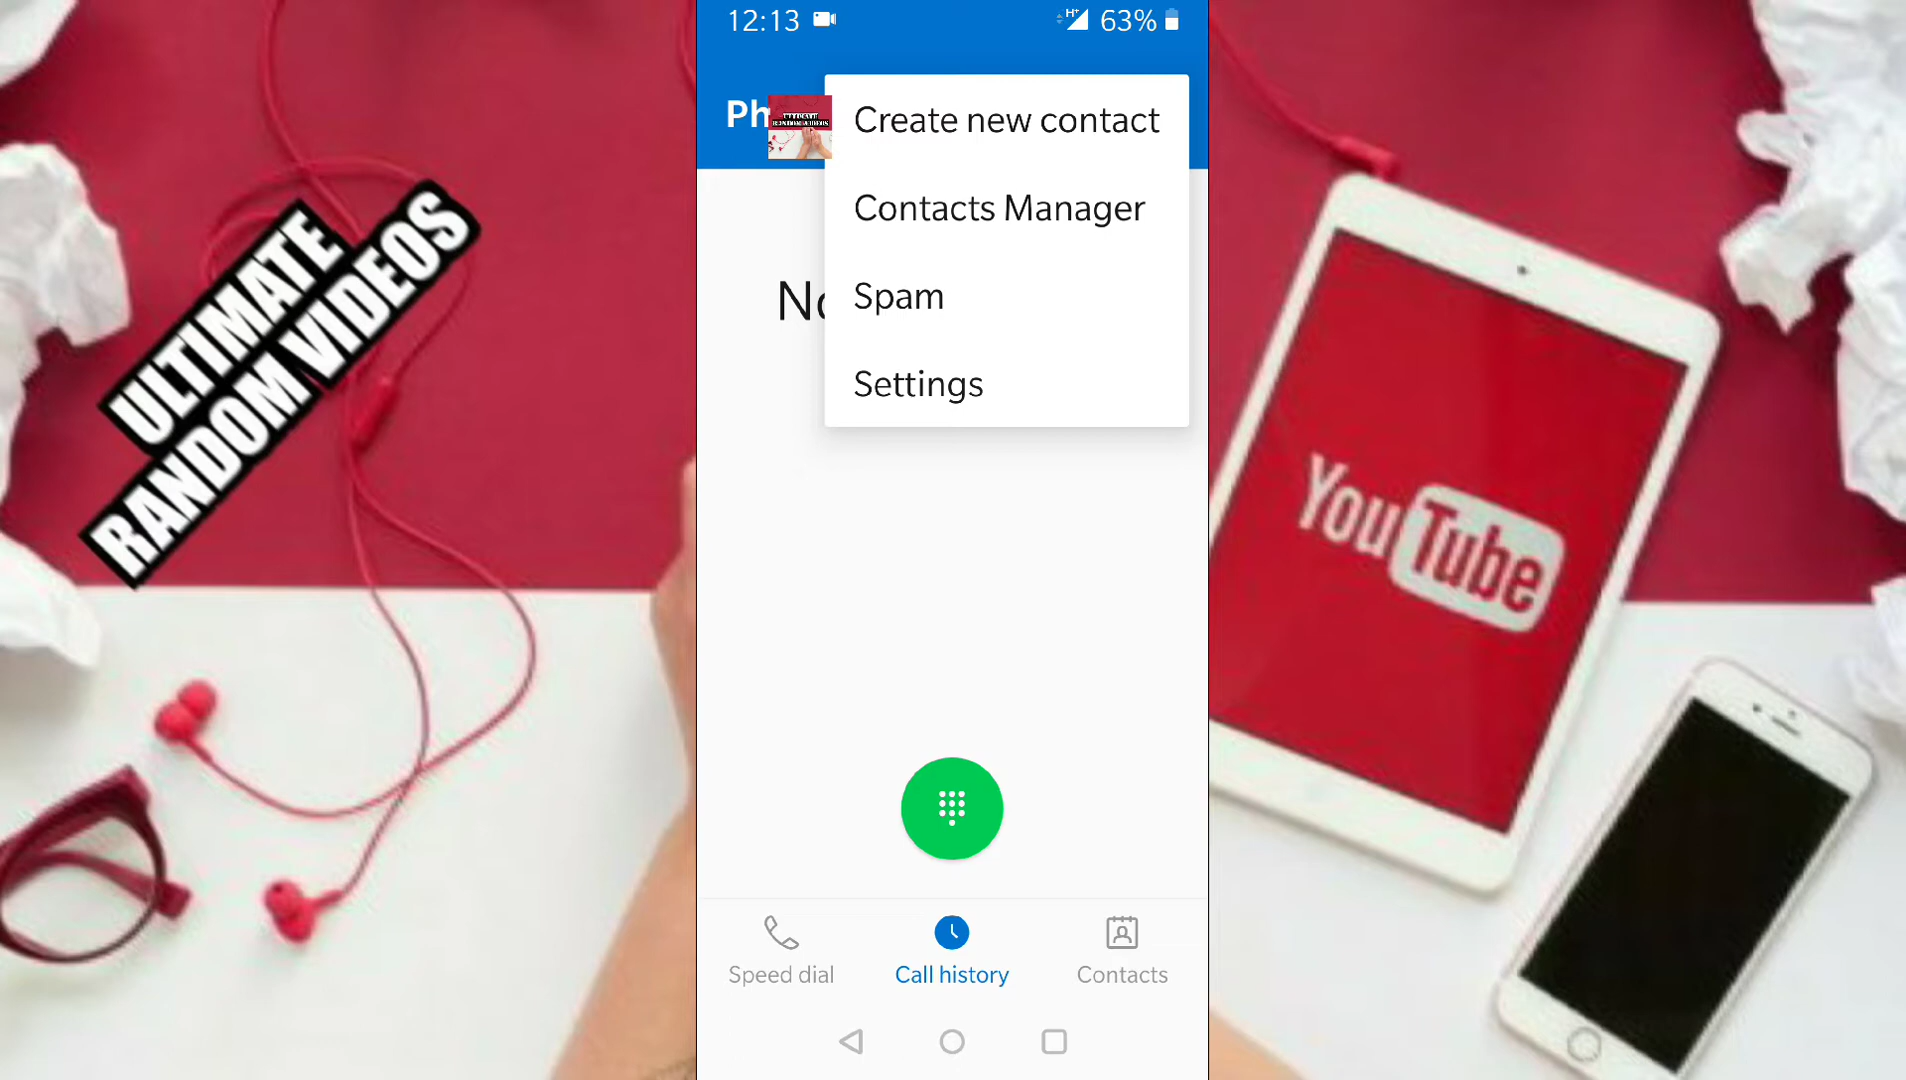 12:13
H+
63%
Ph
Create new contact
Contacts Manager
Spam
Settings
No
ULTIMATE
RANDOM VIDEOS
YouTube
Speed dial
Call history
Contacts